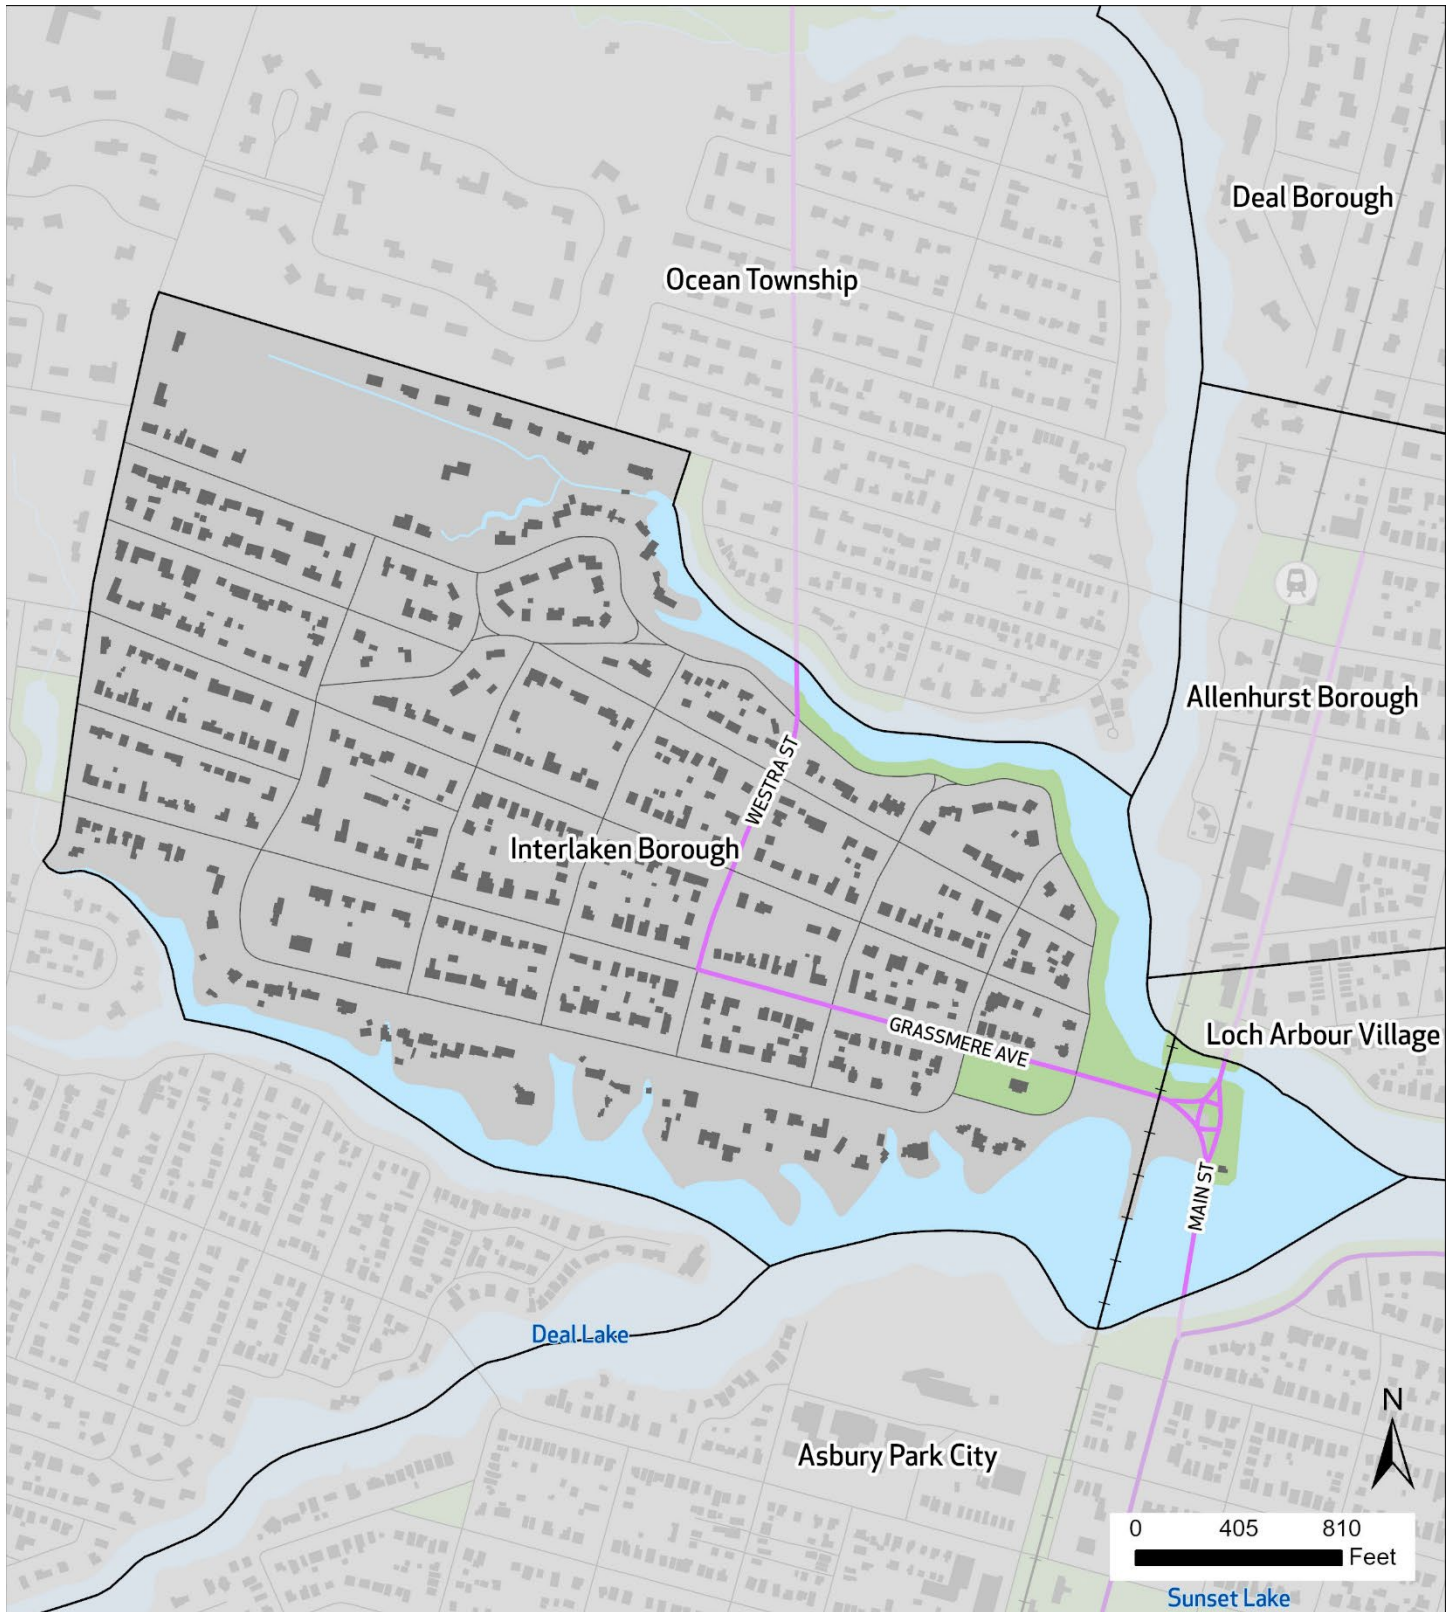 Deal Borough
Ocean Township
Allenhurst Borough
WESTRA ST
Interlaken Borough
GRASSMERE AVE
Loch Arbour Village
MAIN ST
Deal Lake
N
Asbury Park City
0 405 810
Feet
Sunset Lake